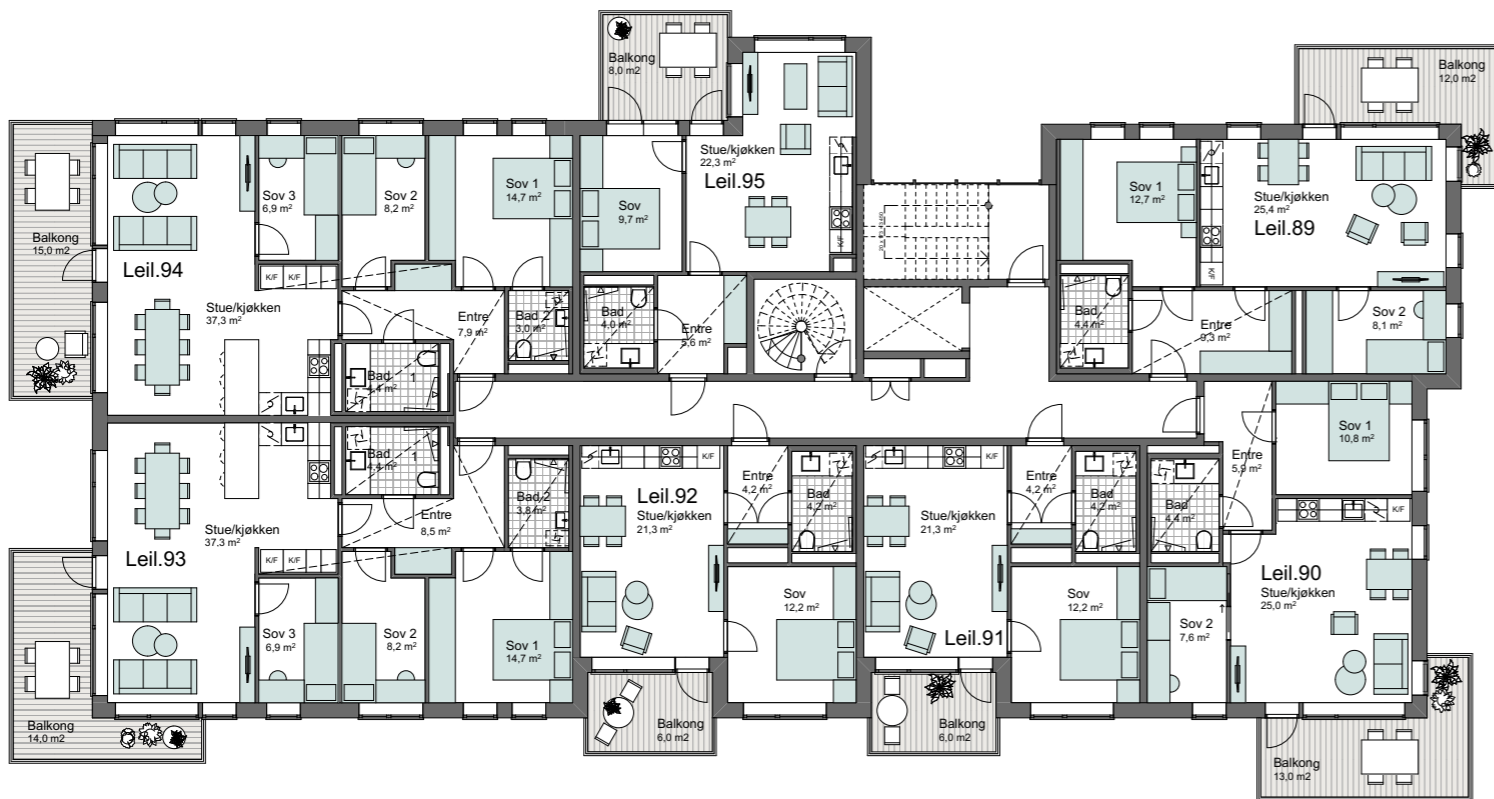 Balkong
8,0 m2
Balkong
12,0 m2
Stue/kjøkken
22,3 m²
Leil.95
Sov
9,7 m²
K/F
Bad
4,0 m²
Entre
5,6 m²
Sov 1
12,7 m²
Stue/kjøkken
25,4 m²
Leil.89
K/F
Bad
4,4 m²
Entre
9,3 m²
Sov 2
8,1 m²
Balkong
15,0 m2
Leil.94
Stue/kjøkken
37,3 m²
Sov 3
6,9 m²
Sov 2
8,2 m²
Sov 1
14,7 m²
K/F
K/F
Entre
7,9 m²
Bad 2
3,0 m²
Bad 1
4,4 m²
Bad 1
4,4 m²
Entre
8,5 m²
Bad 2
3,8 m²
Stue/kjøkken
37,3 m²
Leil.93
K/F
K/F
Sov 3
6,9 m²
Sov 2
8,2 m²
Sov 1
14,7 m²
Balkong
14,0 m2
K/F
Leil.92
Stue/kjøkken
21,3 m²
Entre
4,2 m²
Bad
4,2 m²
Sov
12,2 m²
Balkong
6,0 m2
K/F
Stue/kjøkken
21,3 m²
Leil.91
Entre
4,2 m²
Bad
4,2 m²
Sov
12,2 m²
Balkong
6,0 m2
Sov 1
10,8 m²
Entre
5,9 m²
Bad
4,4 m²
K/F
Leil.90
Stue/kjøkken
25,0 m²
Sov 2
7,6 m²
Balkong
13,0 m2